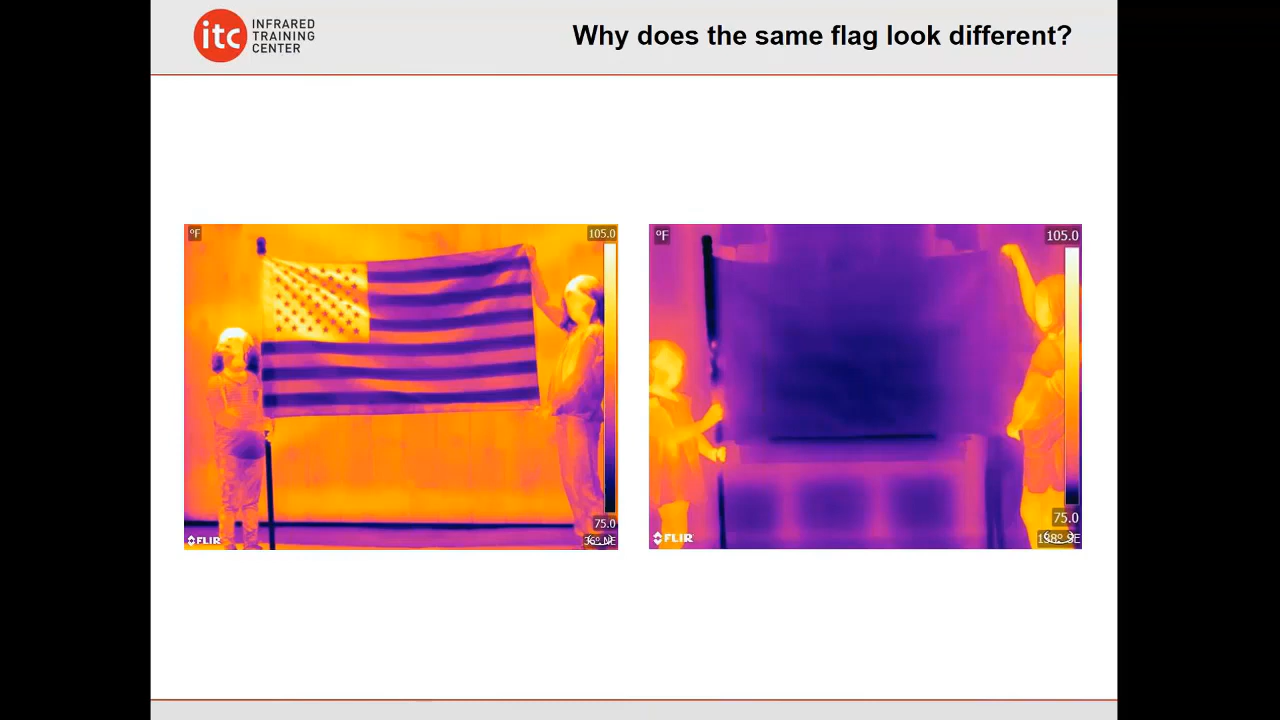 itc INFRARED
TRAINING
CENTER
Why does the same flag look different?
°F
105.0
75.0
FLIR
°F
105.0
75.0
FLIR